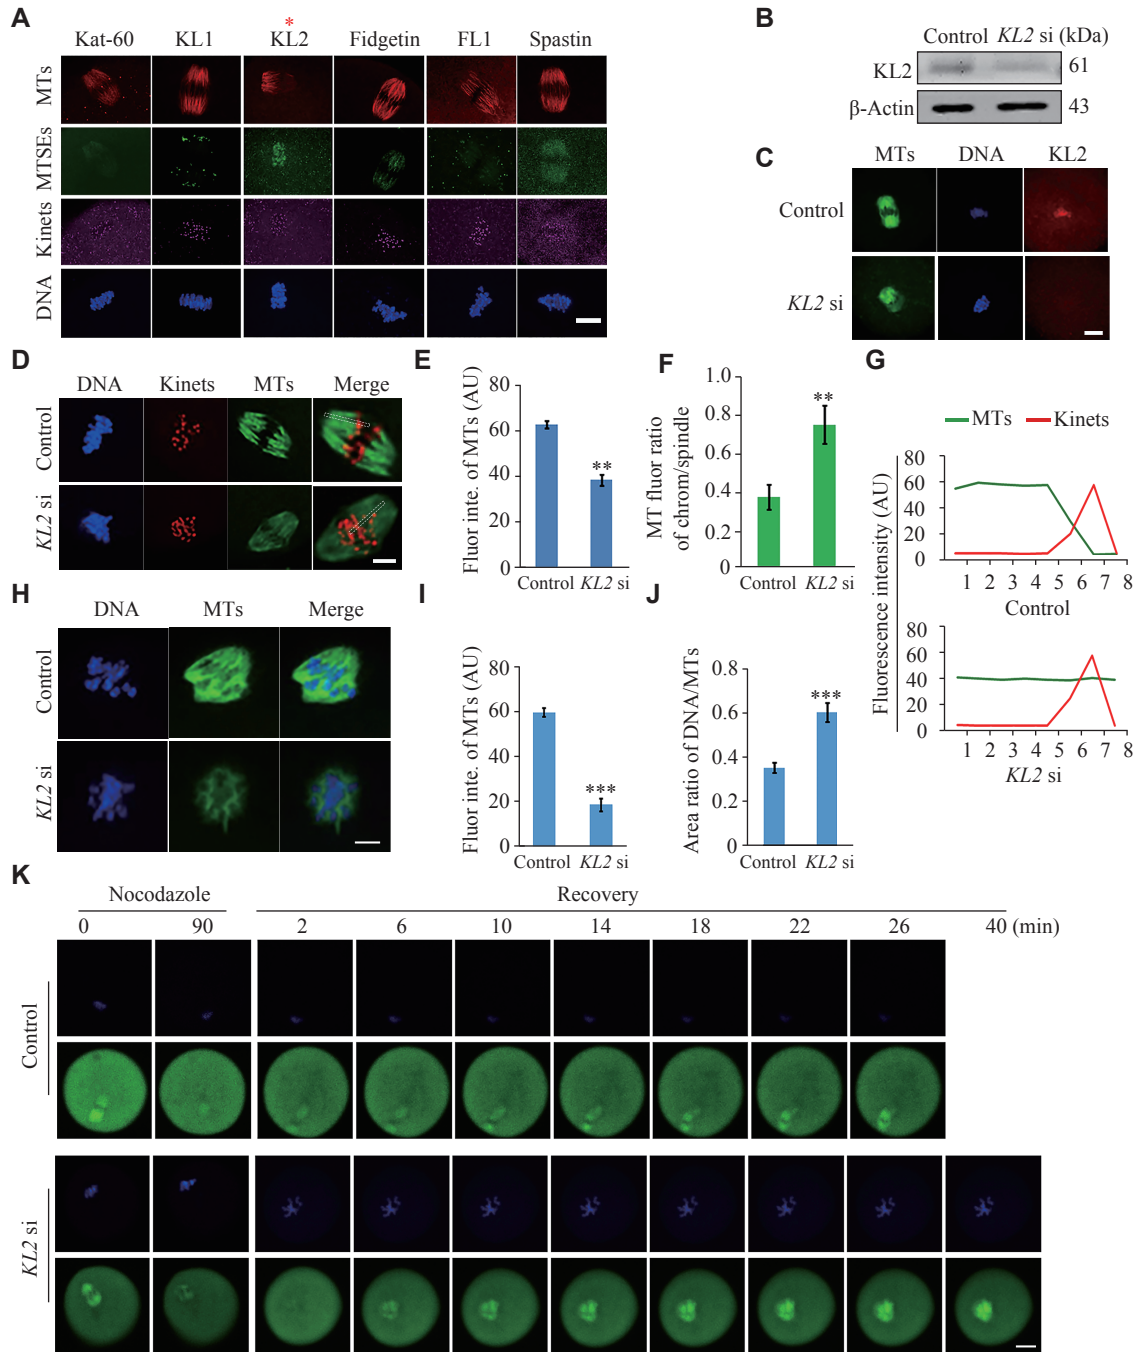 A
*
Kat-60 KL1 KL2 Fidgetin FL1 Spastin
MTs
MTSEs
Kinets
DNA
B
Control KL2 si (kDa)
KL2 61
β-Actin 43
C
MTs DNA KL2
Control
KL2 si
D
DNA Kinets MTs Merge
Control
KL2 si
E
Fluor inte. of MTs (AU)
80
60
40
20
0
**
Control KL2 si
F
MT fluor ratio
of chrom/spindle
1.0
0.8
0.6
0.4
0.2
0
**
Control KL2 si
G
MTs Kinets
Fluorescence intensity (AU)
80
60
40
20
0
1 2 3 4 5 6 7 8
Control
80
60
40
20
0
1 2 3 4 5 6 7 8
KL2 si
H
DNA MTs Merge
Control
KL2 si
I
Fluor inte. of MTs (AU)
80
60
40
20
0
***
Control KL2 si
J
Area ratio of DNA/MTs
0.8
0.6
0.4
0.2
0
***
Control KL2 si
K
Nocodazole Recovery
0 90 2 6 10 14 18 22 26 40 (min)
Control
KL2 si